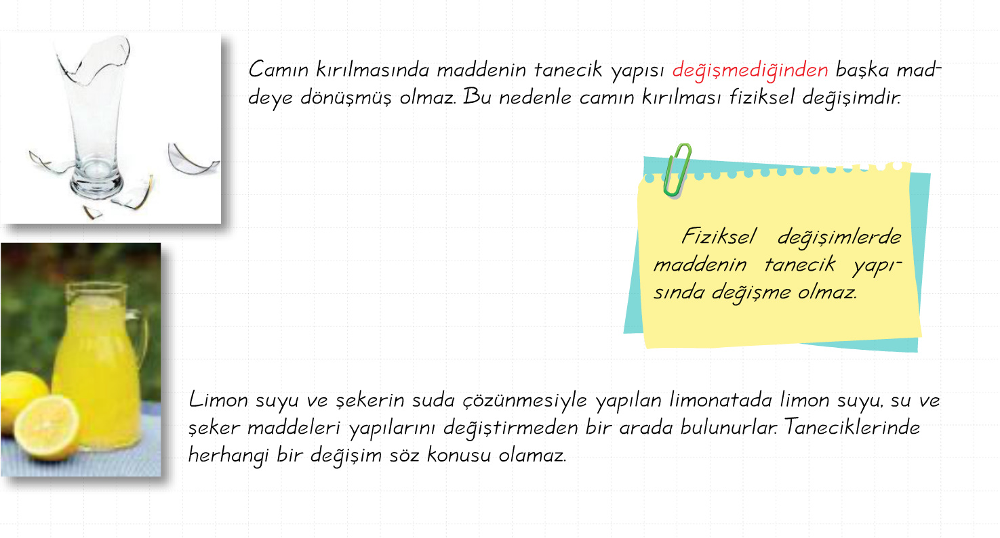 Camın kırılmasında maddenin tanecik yapısı değişmediğinden başka mad-
deye dönüşmüş olmaz. Bu nedenle camın kırılması fiziksel değişimdir.
Fiziksel değişimlerde
maddenin tanecik yapı-
sında değişme olmaz.
Limon suyu ve şekerin suda çözünmesiyle yapılan limonatada limon suyu, su ve
şeker maddeleri yapılarını değiştirmeden bir arada bulunurlar. Taneciklerinde
herhangi bir değişim söz konusu olamaz.